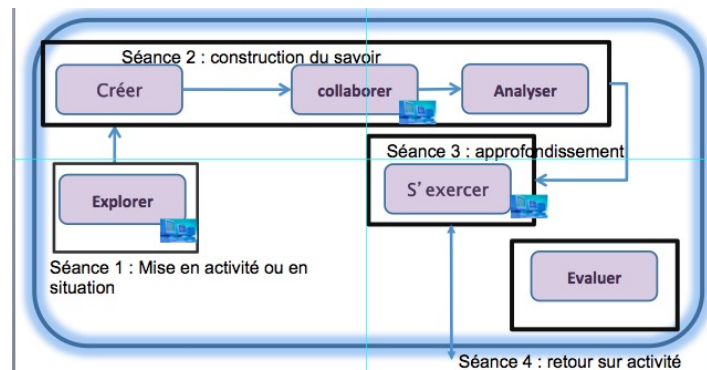 Séance 2 : construction du savoir
Créer
collaborer
Analyser
Séance 3 : approfondissement
S' exercer
Explorer
Séance 1 : Mise en activité ou en
situation
Evaluer
Séance 4 : retour sur activité